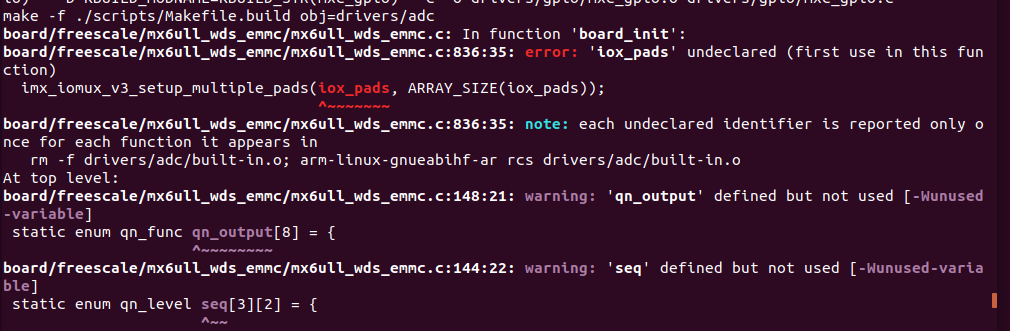 make -f ./scripts/Makefile.build obj=drivers/adc
board/freescale/mx6ull_wds_emmc/mx6ull_wds_emmc.c: In function 'board_init':
board/freescale/mx6ull_wds_emmc/mx6ull_wds_emmc.c:836:35: error: 'iox_pads' undeclared (first use in this fun
ction)
  imx_iomux_v3_setup_multiple_pads(iox_pads, ARRAY_SIZE(iox_pads));
                                   ^~~~~~~~
board/freescale/mx6ull_wds_emmc/mx6ull_wds_emmc.c:836:35: note: each undeclared identifier is reported only o
nce for each function it appears in
   rm -f drivers/adc/built-in.o; arm-linux-gnueabihf-ar rcs drivers/adc/built-in.o
At top level:
board/freescale/mx6ull_wds_emmc/mx6ull_wds_emmc.c:148:21: warning: 'qn_output' defined but not used [-Wunused
-variable]
 static enum qn_func qn_output[8] = {
                     ^~~~~~~~~
board/freescale/mx6ull_wds_emmc/mx6ull_wds_emmc.c:144:22: warning: 'seq' defined but not used [-Wunused-varia
ble]
 static enum qn_level seq[3][2] = {
                      ^~~